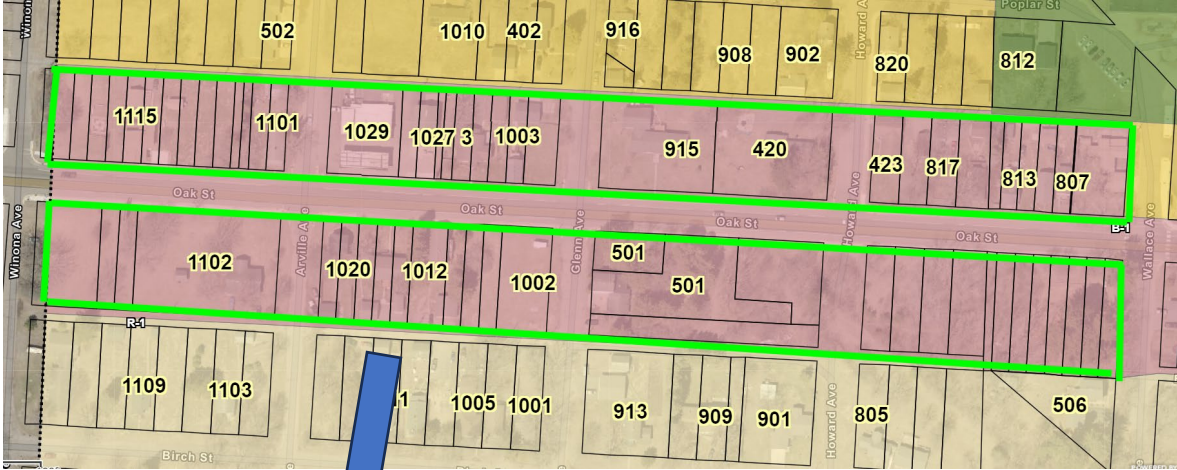 Poplar St
Winon
Howard A
502
1010
402
916
908
902
820
812
1115
1101
1029
1027
3
1003
915
420
423
817
813
807
Oak St
Oak St
Oak St
Oak St
B-1
Winona Ave
Arville Ave
Glenn Ave
Howard Ave
Wallace Ave
1102
1020
1012
1002
501
501
R-1
1109
1103
1
1005
1001
913
909
901
805
506
Howard Ave
Birch St